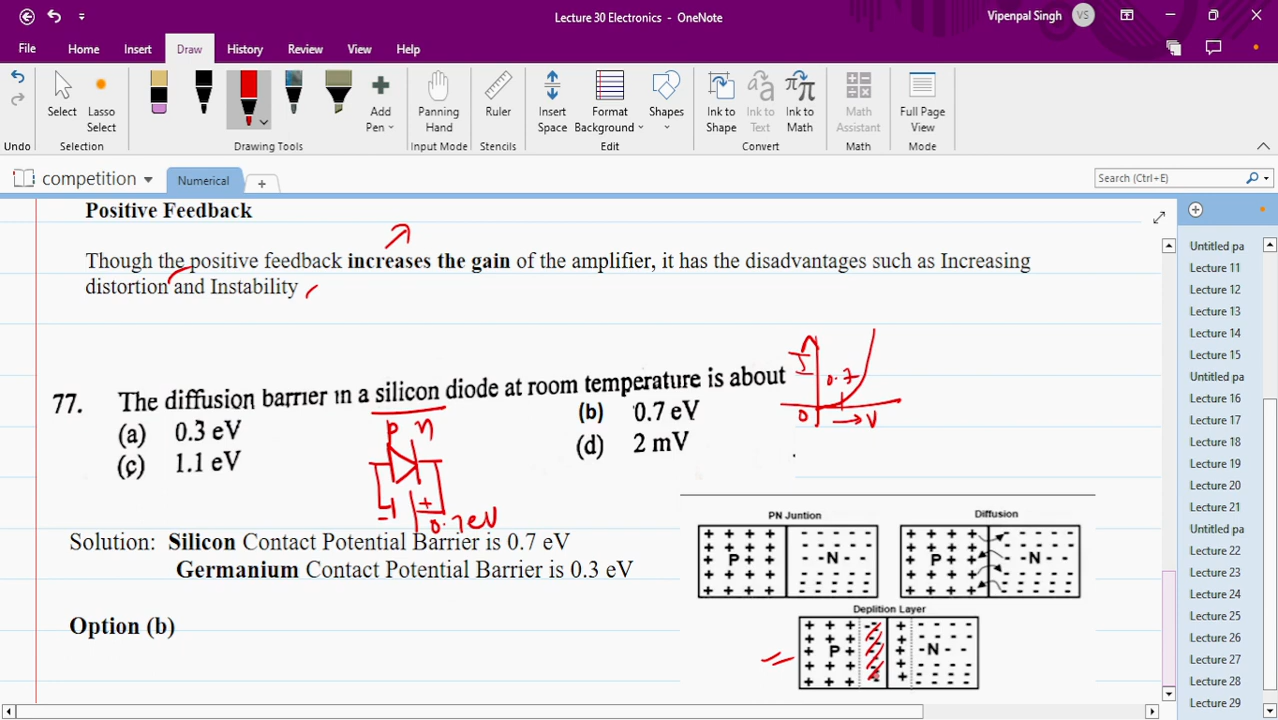 Lecture 30 Electronics - OneNote
Vipenpal Singh VS
File Home Insert Draw History Review View Help
Select
Lasso Select
Add Pen
Panning Hand
Ruler
Insert Space
Format Background
Shapes
Ink to Shape
Ink to Text
Ink to Math
Math Assistant
Full Page View
Undo Selection Drawing Tools Input Mode Stencils Edit Convert Math Mode
competition Numerical Search (Ctrl+E)
Positive Feedback
Though the positive feedback increases the gain of the amplifier, it has the disadvantages such as Increasing
distortion and Instability
77. The diffusion barrier in a silicon diode at room temperature is about
(a) 0.3 eV (b) 0.7 eV
(c) 1.1 eV (d) 2 mV
0.7
0 V
P n
- +
0.7eV
Solution: Silicon Contact Potential Barrier is 0.7 eV
Germanium Contact Potential Barrier is 0.3 eV
Option (b)
PN Juntion Diffusion
P N P N
Deplition Layer
P N
Untitled pa
Lecture 11
Lecture 12
Lecture 13
Lecture 14
Lecture 15
Untitled pa
Lecture 16
Lecture 17
Lecture 18
Lecture 19
Lecture 20
Lecture 21
Untitled pa
Lecture 22
Lecture 23
Lecture 24
Lecture 25
Lecture 26
Lecture 27
Lecture 28
Lecture 29